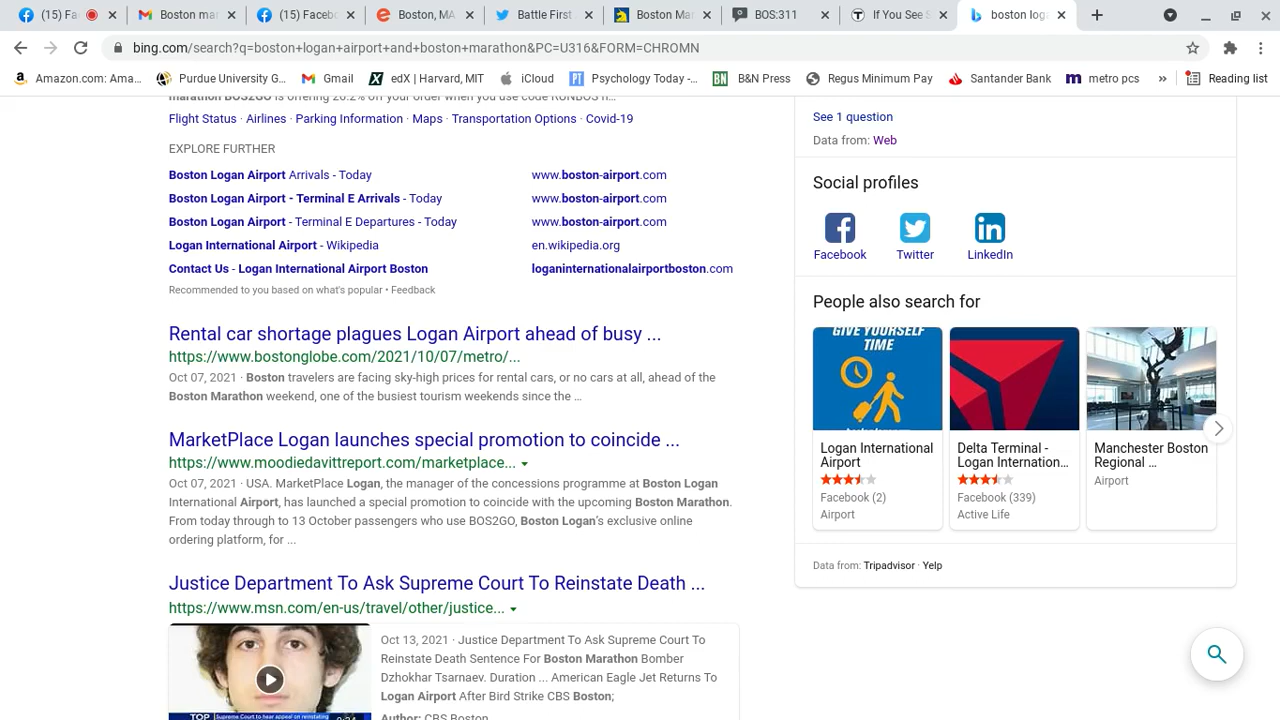 (15) Fa
Boston mar
(15) Faceb
Boston, MA
Battle First
Boston Mar
BOS:311
If You See S
boston log
bing.com/search?q=boston+logan+airport+and+boston+marathon&PC=U316&FORM=CHROMN
Amazon.com: Ama...
Purdue University G...
Gmail
edX | Harvard, MIT
iCloud
Psychology Today -...
B&N Press
Regus Minimum Pay
Santander Bank
metro pcs
»
Reading list
marathon BOS2GO is offering 26.2% off your order when you use code RUNBOS
Flight Status · Airlines · Parking Information · Maps · Transportation Options · Covid-19
EXPLORE FURTHER
Boston Logan Airport Arrivals - Today www.boston-airport.com
Boston Logan Airport - Terminal E Arrivals - Today www.boston-airport.com
Boston Logan Airport - Terminal E Departures - Today www.boston-airport.com
Logan International Airport - Wikipedia en.wikipedia.org
Contact Us - Logan International Airport Boston loganinternationalairportboston.com
Recommended to you based on what's popular • Feedback
Rental car shortage plagues Logan Airport ahead of busy ...
https://www.bostonglobe.com/2021/10/07/metro/...
Oct 07, 2021 · Boston travelers are facing sky-high prices for rental cars, or no cars at all, ahead of the
Boston Marathon weekend, one of the busiest tourism weekends since the ...
MarketPlace Logan launches special promotion to coincide ...
https://www.moodiedavittreport.com/marketplace...
Oct 07, 2021 · USA. MarketPlace Logan, the manager of the concessions programme at Boston Logan
International Airport, has launched a special promotion to coincide with the upcoming Boston Marathon.
From today through to 13 October passengers who use BOS2GO, Boston Logan's exclusive online
ordering platform, for ...
Justice Department To Ask Supreme Court To Reinstate Death ...
https://www.msn.com/en-us/travel/other/justice...
Oct 13, 2021 · Justice Department To Ask Supreme Court To
Reinstate Death Sentence For Boston Marathon Bomber
Dzhokhar Tsarnaev. Duration ... American Eagle Jet Returns To
Logan Airport After Bird Strike CBS Boston;
Author: CBS Boston
TOP Supreme Court to hear appeal on reinstating
0:34
See 1 question
Data from: Web
Social profiles
Facebook
Twitter
LinkedIn
People also search for
GIVE YOURSELF
TIME
Logan International
Airport
Facebook (2)
Airport
Delta Terminal -
Logan Internation...
Facebook (339)
Active Life
Manchester Boston
Regional ...
Airport
Data from: Tripadvisor · Yelp